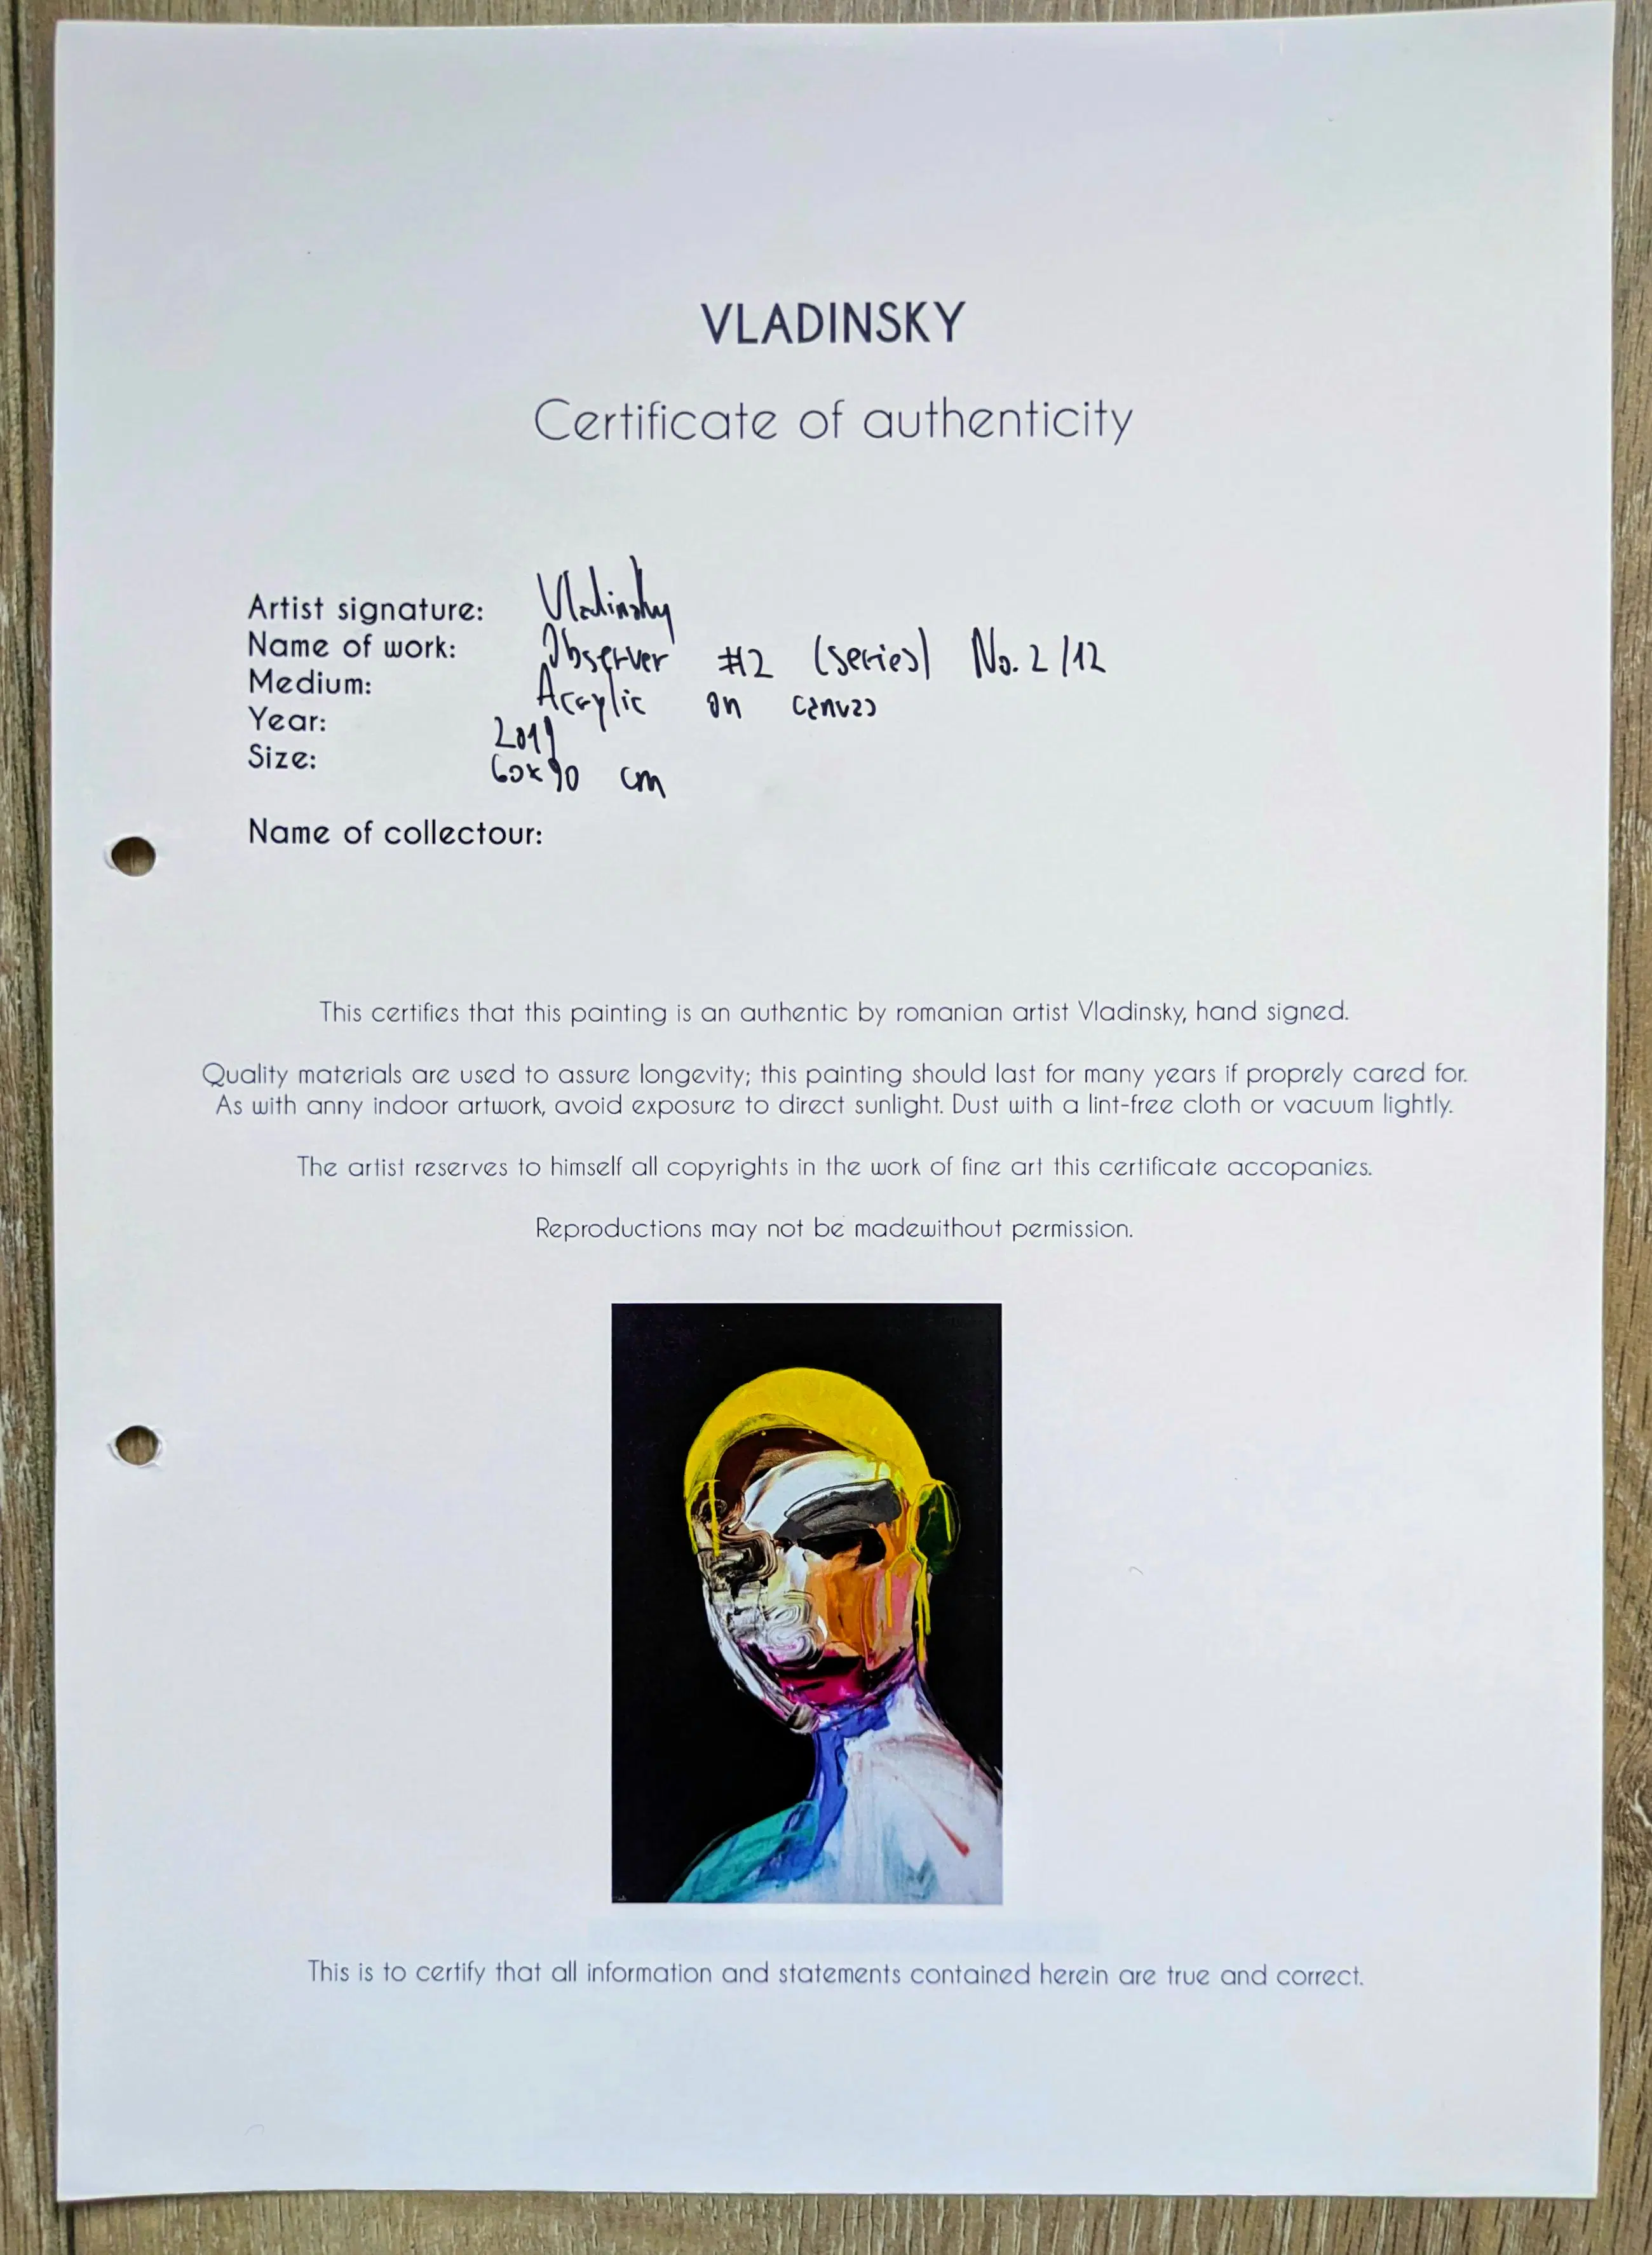 VLADINSKY
Certificate of authenticity
Artist signature: Vladinsky
Name of work: Observer #2 (series) No. 2/12
Medium: Acrylic on canvas
Year: 2019
Size: 60x90 cm
Name of collectour:
This certifies that this painting is an authentic by romanian artist Vladinsky, hand signed.
Quality materials are used to assure longevity; this painting should last for many years if proprely cared for.
As with anny indoor artwork, avoid exposure to direct sunlight. Dust with a lint-free cloth or vacuum lightly.
The artist reserves to himself all copyrights in the work of fine art this certificate accopanies.
Reproductions may not be madewithout permission.
This is to certify that all information and statements contained herein are true and correct.